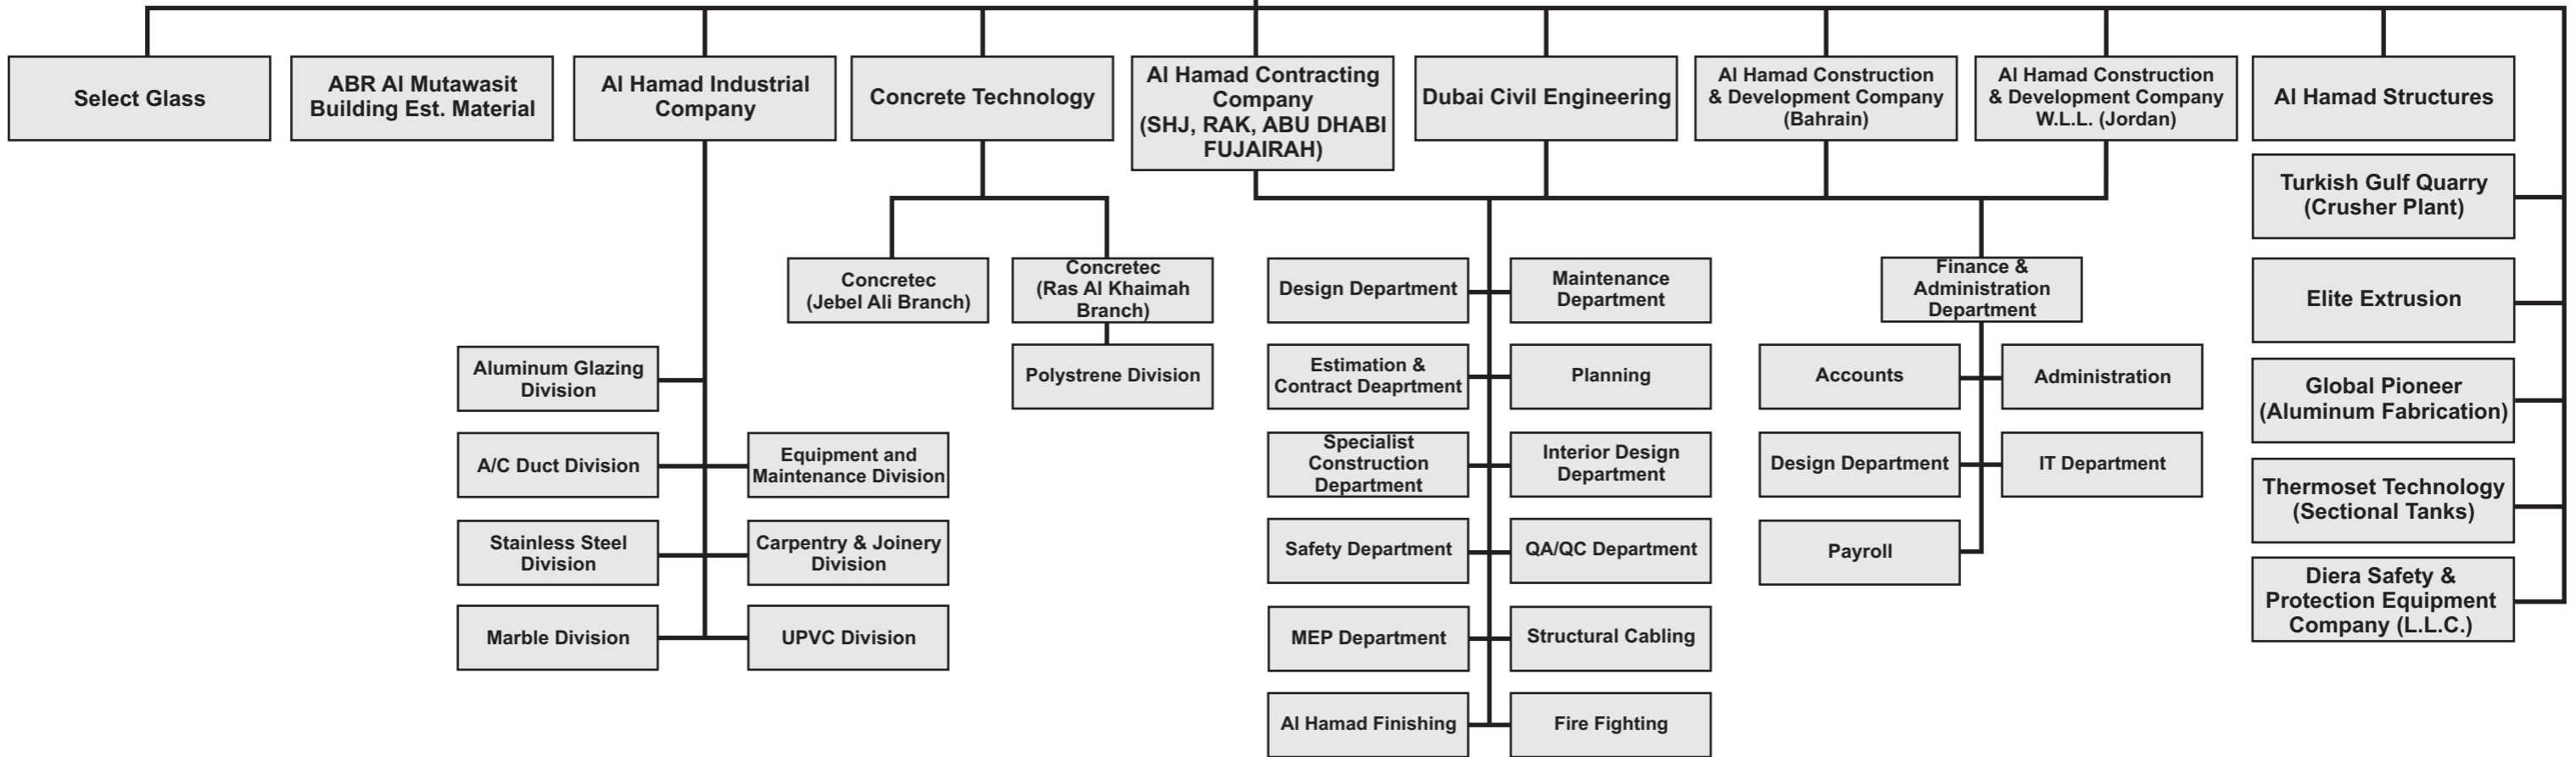 Select Glass
ABR Al Mutawasit
Building Est. Material
Al Hamad Industrial
Company
Concrete Technology
Al Hamad Contracting
Company
(SHJ, RAK, ABU DHABI
FUJAIRAH)
Dubai Civil Engineering
Al Hamad Construction
& Development Company
(Bahrain)
Al Hamad Construction
& Development Company
W.L.L. (Jordan)
Al Hamad Structures
Turkish Gulf Quarry
(Crusher Plant)
Elite Extrusion
Global Pioneer
(Aluminum Fabrication)
Thermoset Technology
(Sectional Tanks)
Diera Safety &
Protection Equipment
Company (L.L.C.)
Aluminum Glazing
Division
A/C Duct Division
Equipment and
Maintenance Division
Stainless Steel
Division
Carpentry & Joinery
Division
Marble Division
UPVC Division
Concretec
(Jebel Ali Branch)
Concretec
(Ras Al Khaimah
Branch)
Polystrene Division
Design Department
Maintenance
Department
Estimation &
Contract Deaprtment
Planning
Specialist
Construction
Department
Interior Design
Department
Safety Department
QA/QC Department
MEP Department
Structural Cabling
Al Hamad Finishing
Fire Fighting
Finance &
Administration
Department
Accounts
Administration
Design Department
IT Department
Payroll